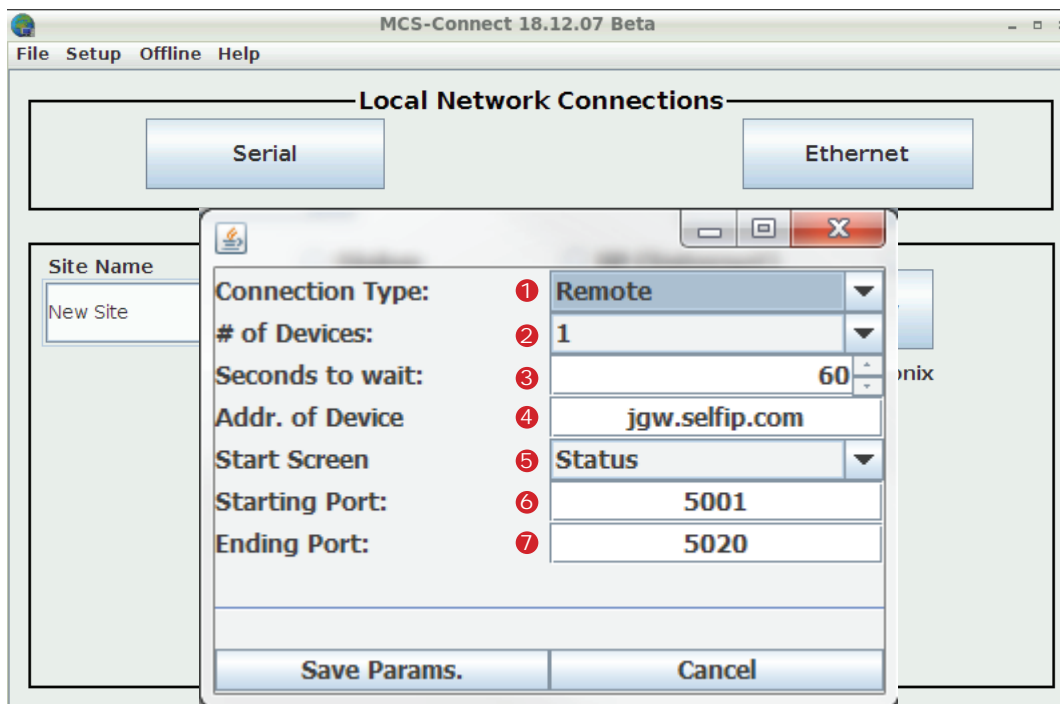 MCS-Connect 18.12.07 Beta
File Setup Offline Help
Local Network Connections
Serial
Ethernet
Site Name
New Site
Connection Type: 1 Remote
# of Devices: 2 1
Seconds to wait: 3 60
Addr. of Device 4 jgw.selfip.com
Start Screen 5 Status
Starting Port: 6 5001
Ending Port: 7 5020
Save Params. Cancel